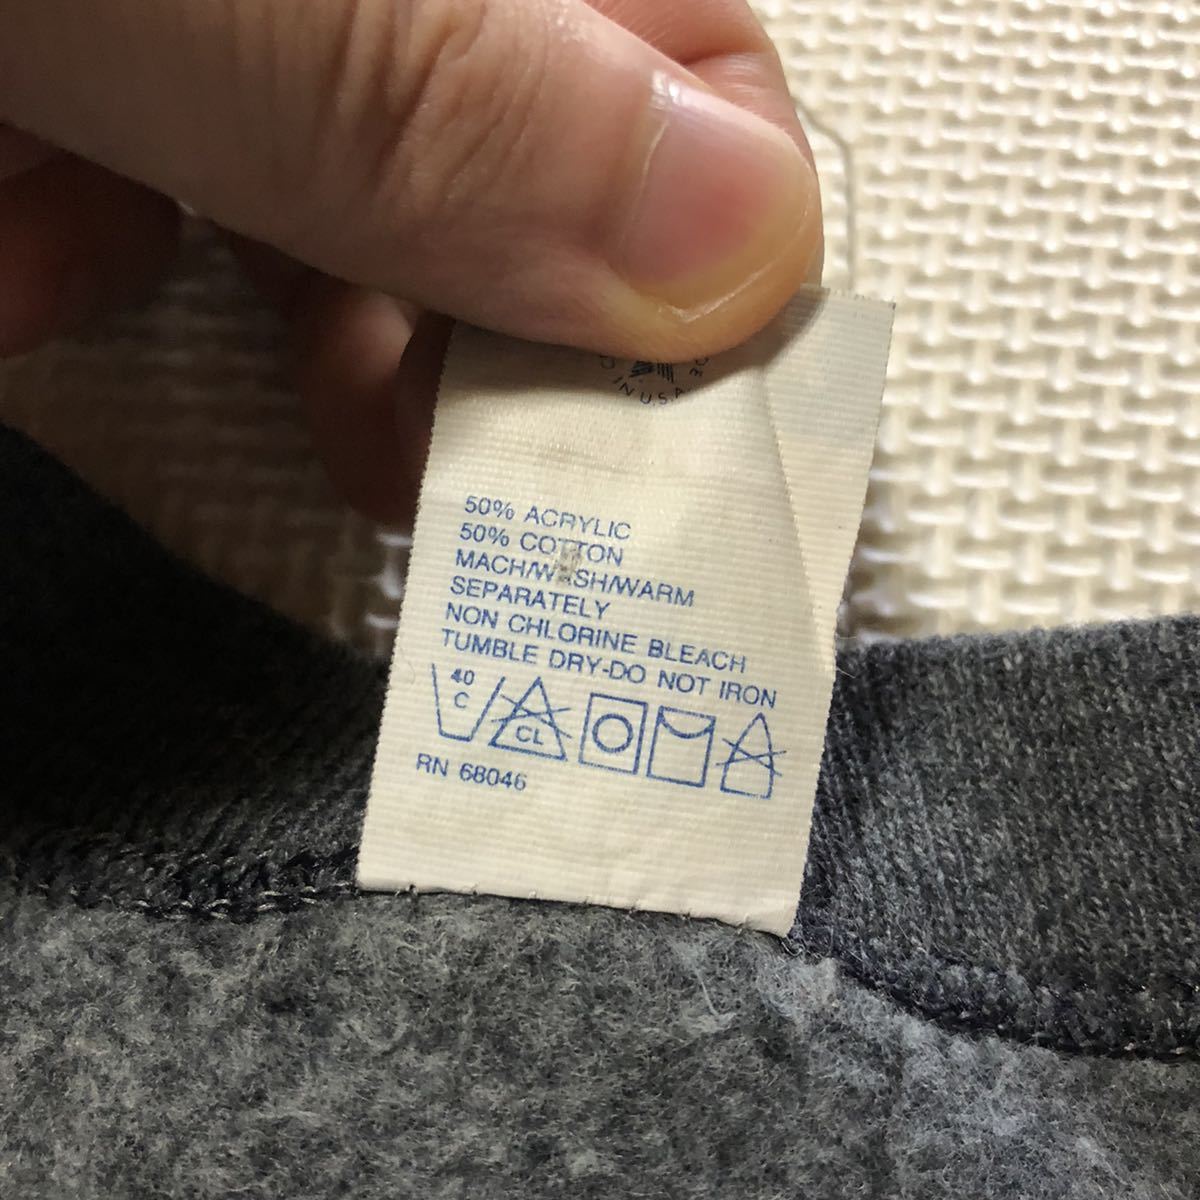 IN U.S.A.
50% ACRYLIC
50% COTTON
MACH/WASH/WARM
SEPARATELY
NON CHLORINE BLEACH
TUMBLE DRY-DO NOT IRON
40
C
CL
RN 68046